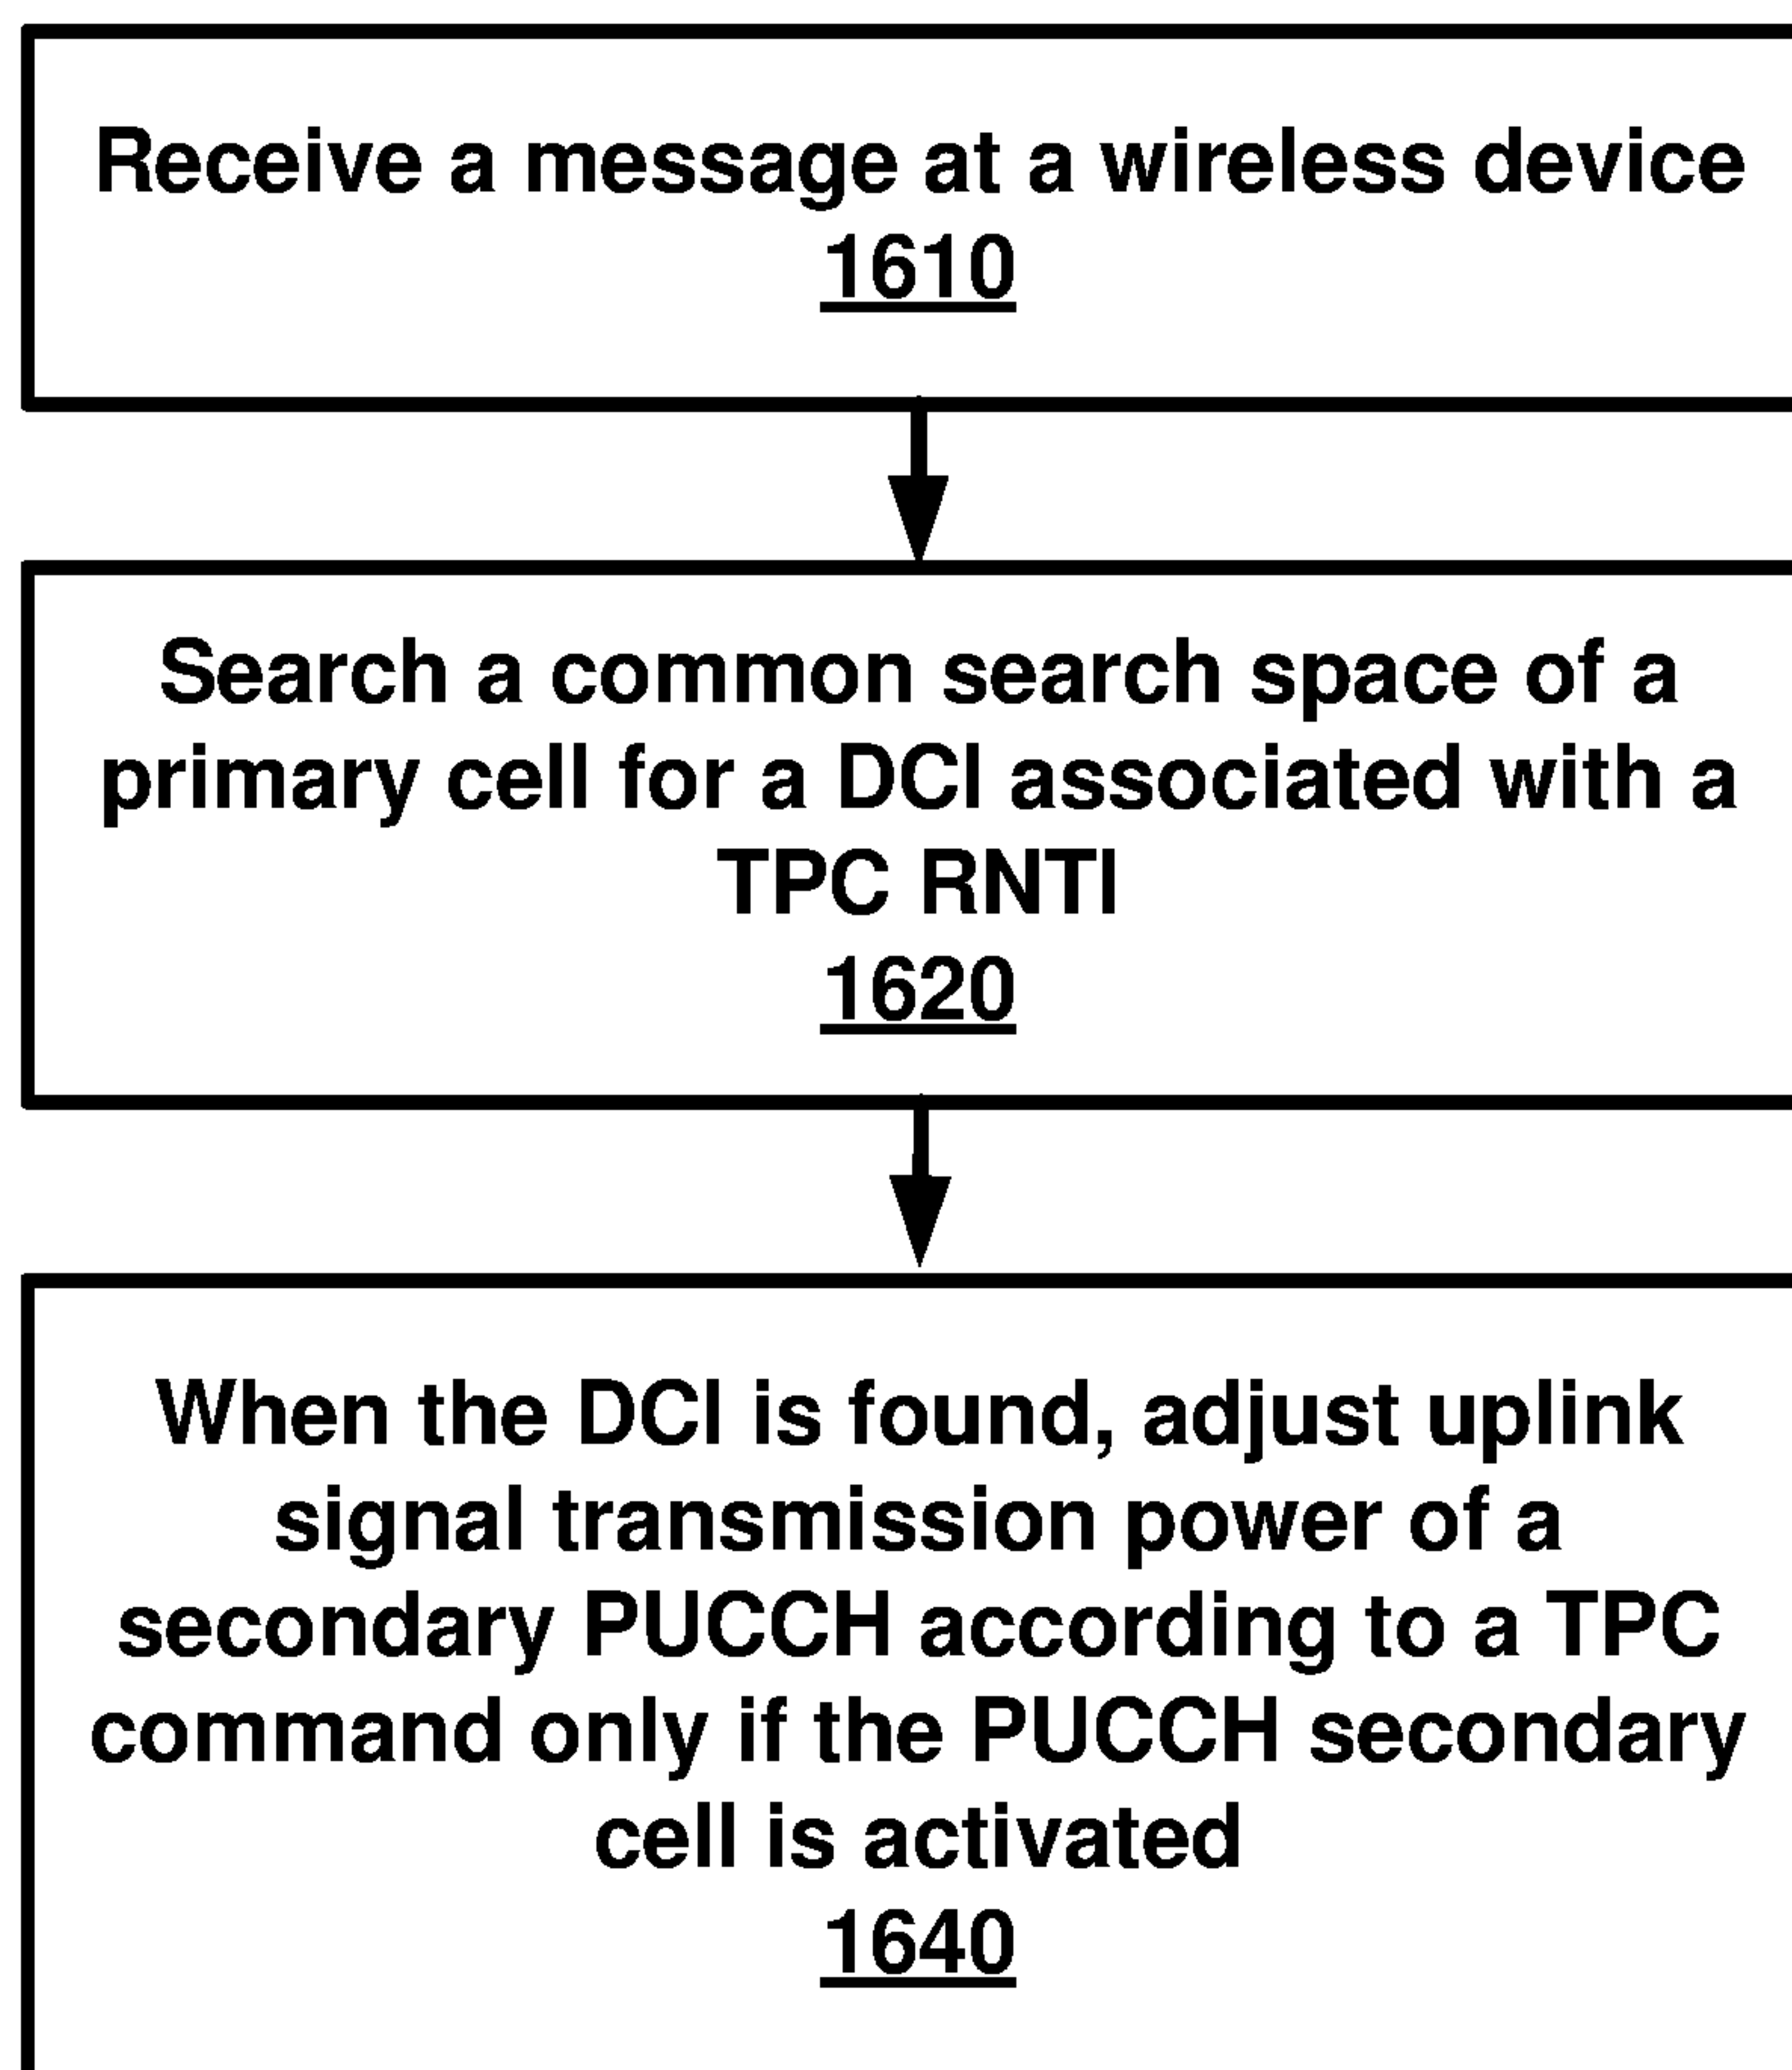 Receive a message at a wireless device
1610
Search a common search space of a
primary cell for a DCI associated with a
TPC RNTI
1620
When the DCI is found, adjust uplink
signal transmission power of a
secondary PUCCH according to a TPC
command only if the PUCCH secondary
cell is activated
1640